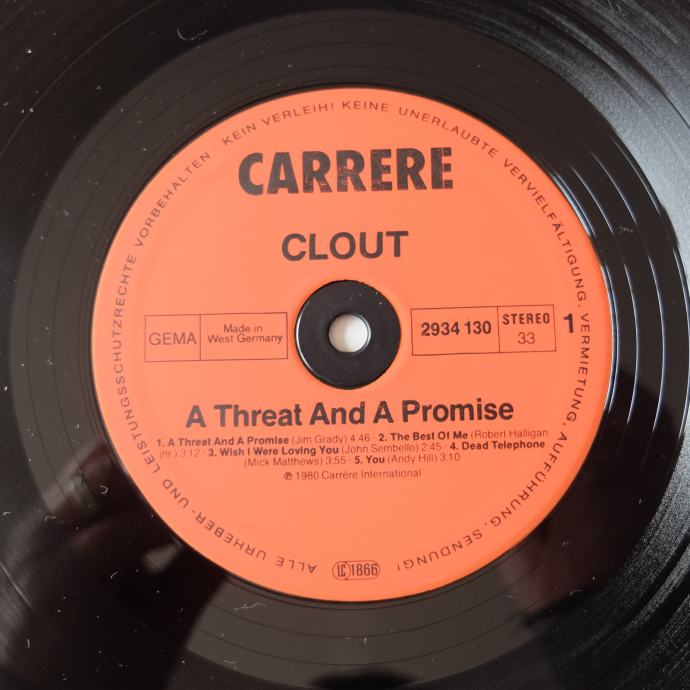 ALLE URHEBER- UND LEISTUNGSSCHUTZRECHTE VORBEHALTEN · KEIN VERLEIH! KEINE UNERLAUBTE VERVIELFÄLTIGUNG, VERMIETUNG, AUFFÜHRUNG, SENDUNG!
CARRERE
CLOUT
GEMA
Made in
West Germany
2934 130
STEREO
33
1
A Threat And A Promise
1. A Threat And A Promise (Jim Grady) 4:46 · 2. The Best Of Me (Robert Halligan
jnr.) 3:12 · 3. Wish I Were Loving You (John Sembello) 2:45 · 4. Dead Telephone
(Mick Matthews) 3:55 · 5. You (Andy Hill) 3:10
℗ 1980 Carrére International
LC 1866